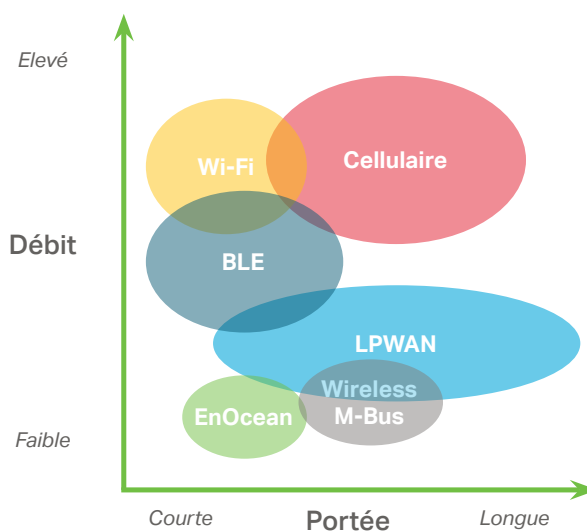 Elevé
Wi-Fi
Cellulaire
Débit
BLE
LPWAN
Wireless
M-Bus
EnOcean
Faible
Courte
Portée
Longue